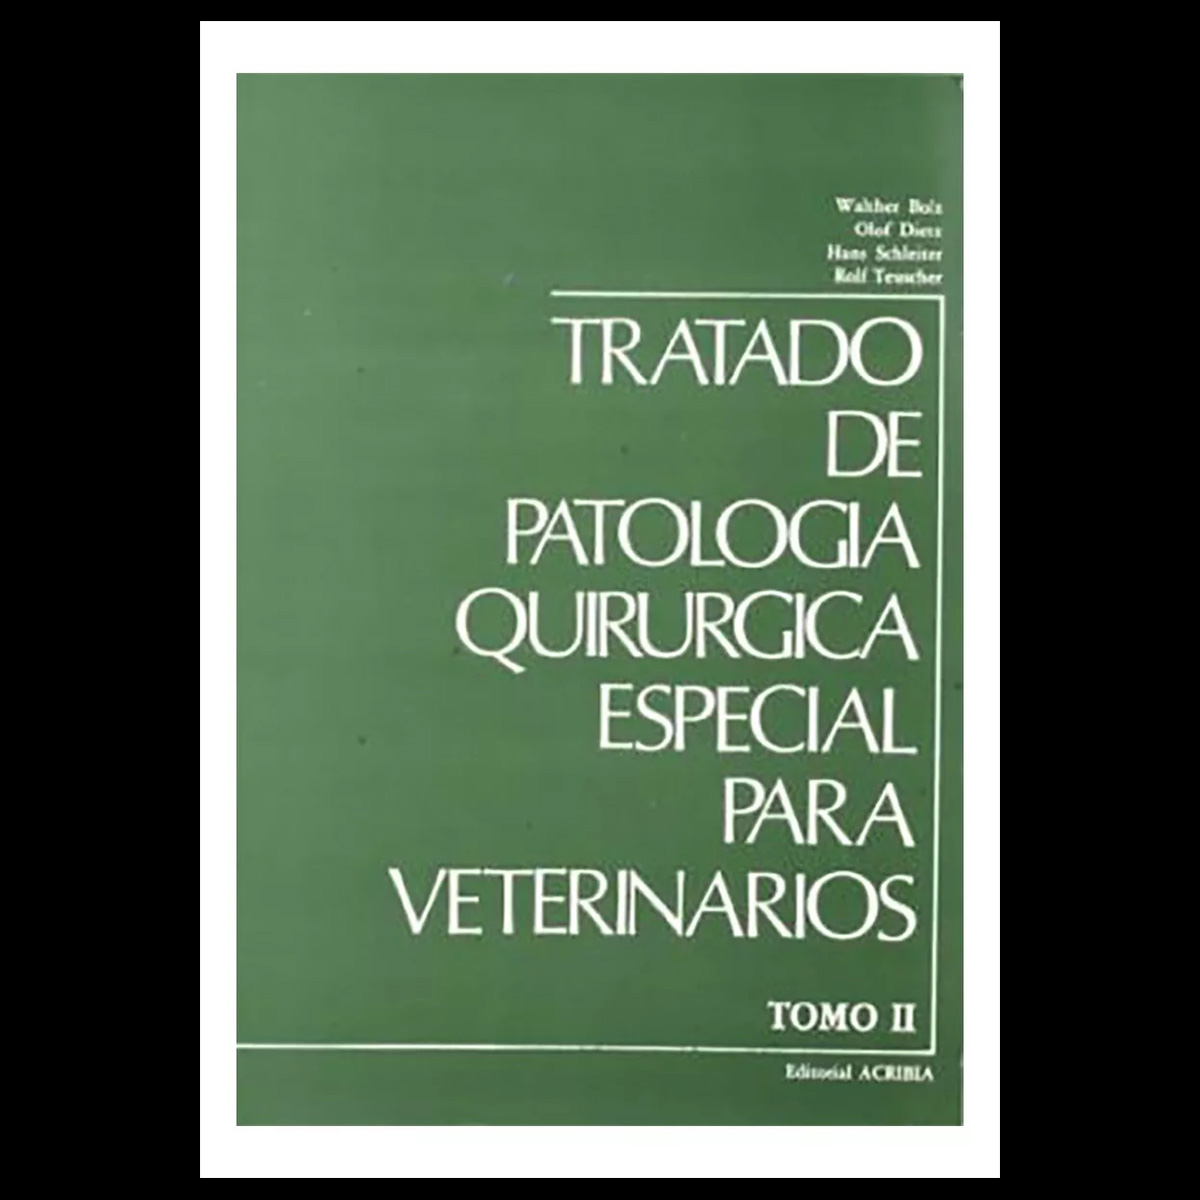 Walther Bolz
Olof Dietz
Hans Schleiter
Rolf Teuscher
TRATADO
DE
PATOLOGIA
QUIRURGICA
ESPECIAL
PARA
VETERINARIOS
TOMO II
Editorial ACRIBIA